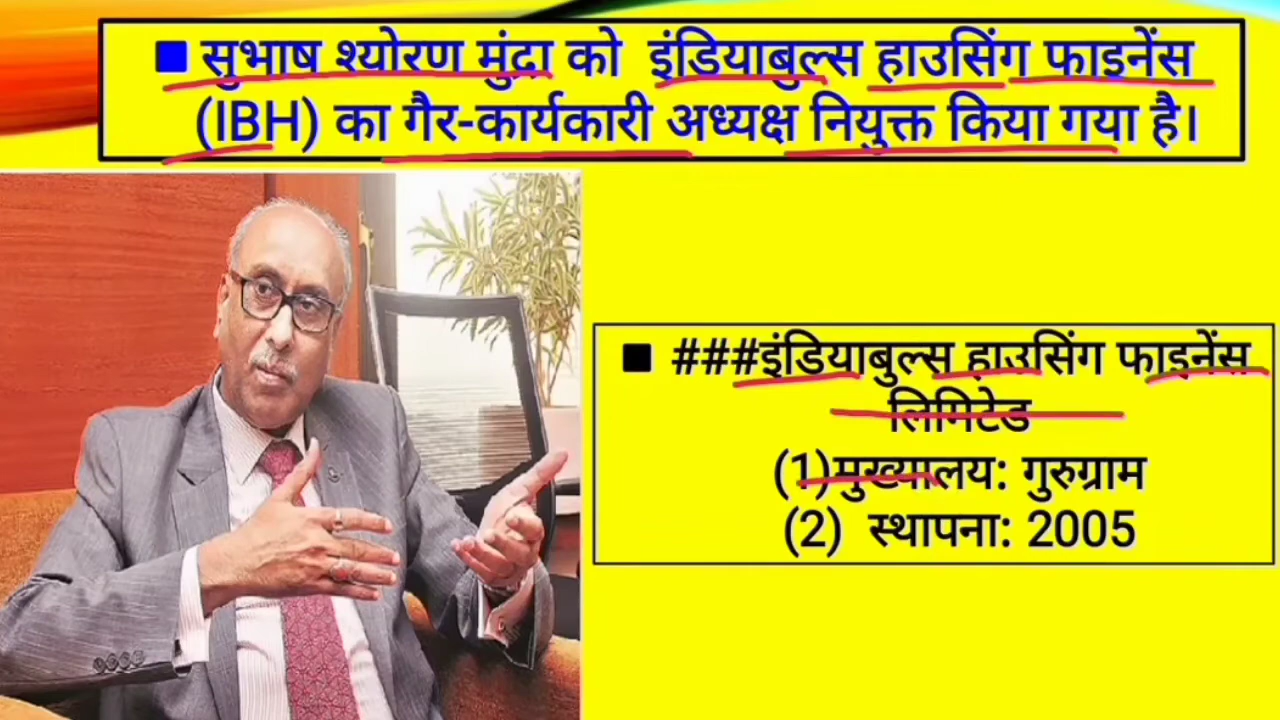 ■ सुभाष श्योरण मुंद्रा को इंडियाबुल्स हाउसिंग फाइनेंस
(IBH) का गैर-कार्यकारी अध्यक्ष नियुक्त किया गया है।
■ ###इंडियाबुल्स हाउसिंग फाइनेंस
लिमिटेड
(1)मुख्यालय: गुरुग्राम
(2) स्थापना: 2005